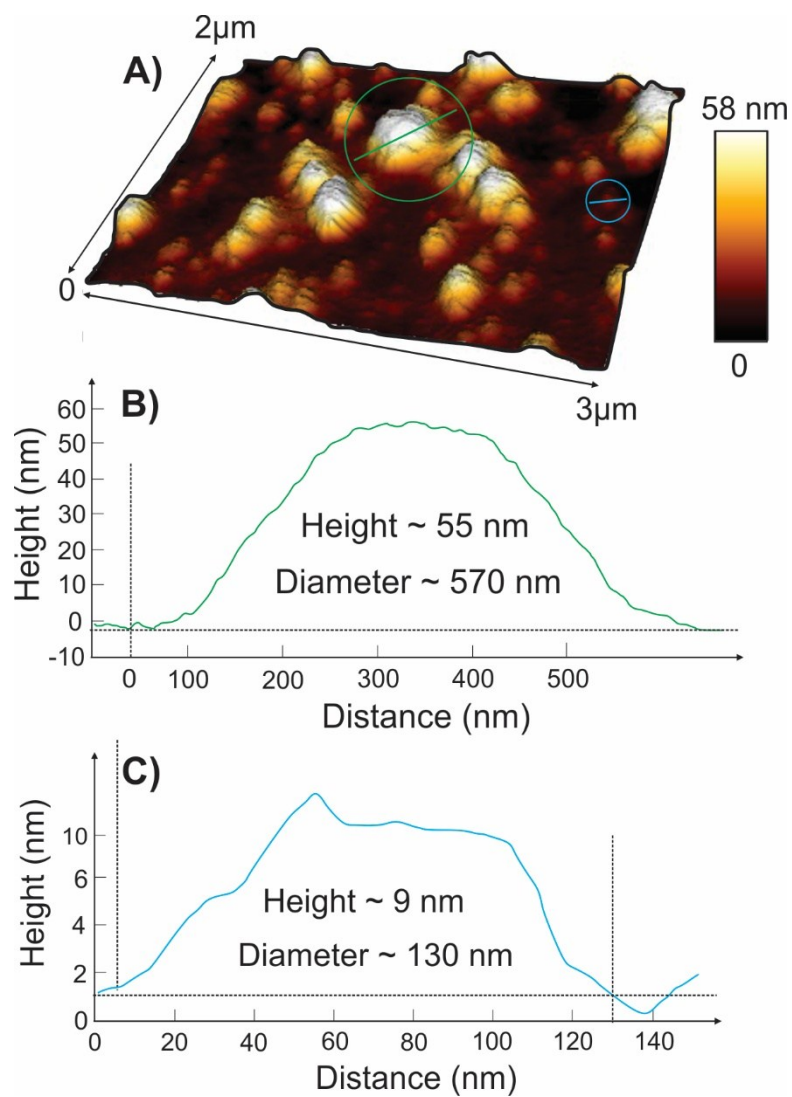 2µm
A)
58 nm
0
0
3µm
B)
60
50
40
30
20
10
0
-10
Height (nm)
Height ~ 55 nm
Diameter ~ 570 nm
0 100 200 300 400 500
Distance (nm)
C)
10
6
4
2
0
Height (nm)
Height ~ 9 nm
Diameter ~ 130 nm
0 20 40 60 80 100 120 140
Distance (nm)